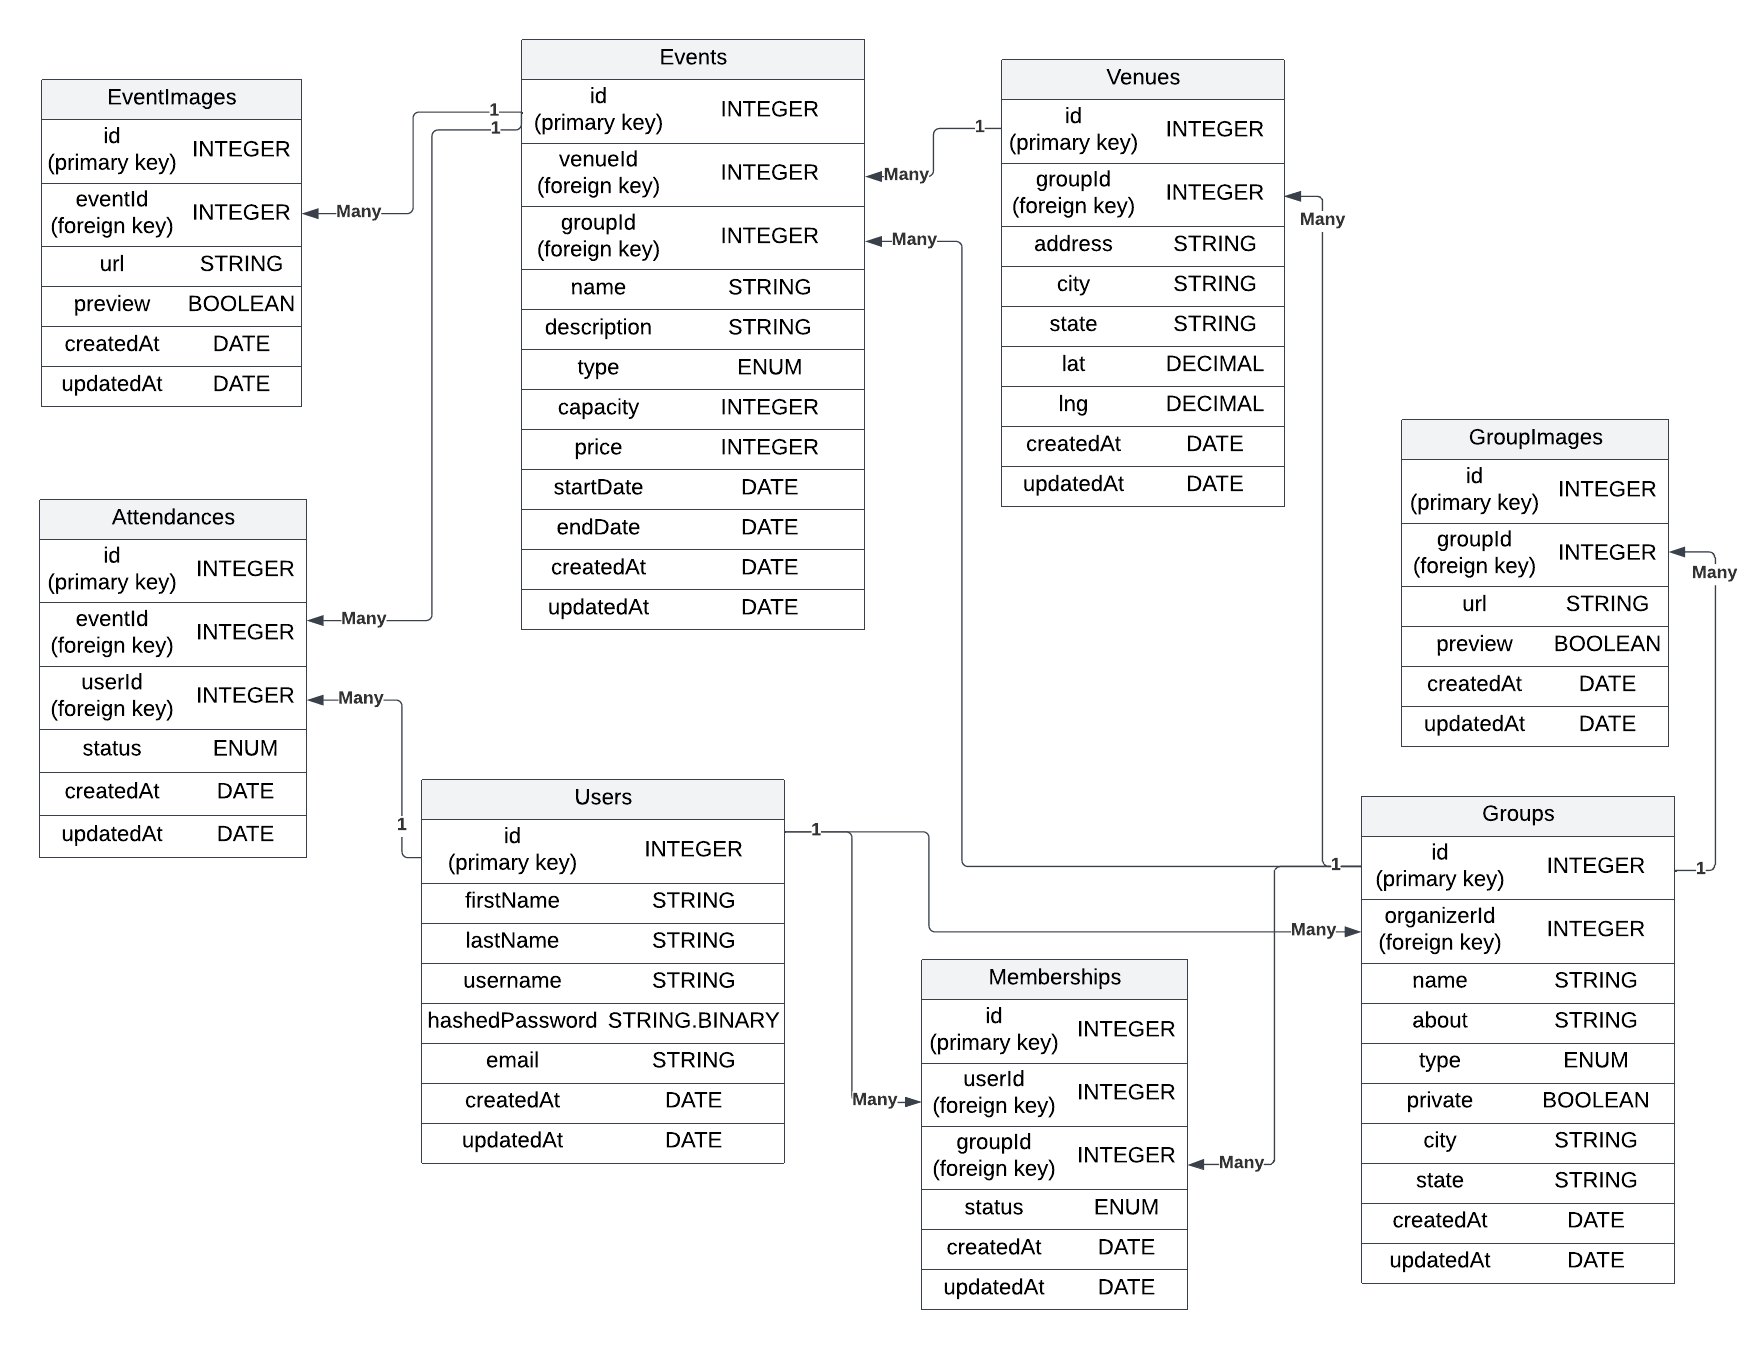 EventImages
id
(primary key) INTEGER
eventId
(foreign key) INTEGER
url STRING
preview BOOLEAN
createdAt DATE
updatedAt DATE
Events
id
(primary key) INTEGER
venueId
(foreign key) INTEGER
groupId
(foreign key) INTEGER
name STRING
description STRING
type ENUM
capacity INTEGER
price INTEGER
startDate DATE
endDate DATE
createdAt DATE
updatedAt DATE
Venues
id
(primary key) INTEGER
groupId
(foreign key) INTEGER
address STRING
city STRING
state STRING
lat DECIMAL
lng DECIMAL
createdAt DATE
updatedAt DATE
GroupImages
id
(primary key) INTEGER
groupId
(foreign key) INTEGER
url STRING
preview BOOLEAN
createdAt DATE
updatedAt DATE
Attendances
id
(primary key) INTEGER
eventId
(foreign key) INTEGER
userId
(foreign key) INTEGER
status ENUM
createdAt DATE
updatedAt DATE
Users
id
(primary key) INTEGER
firstName STRING
lastName STRING
username STRING
hashedPassword STRING.BINARY
email STRING
createdAt DATE
updatedAt DATE
Memberships
id
(primary key) INTEGER
userId
(foreign key) INTEGER
groupId
(foreign key) INTEGER
status ENUM
createdAt DATE
updatedAt DATE
Groups
id
(primary key) INTEGER
organizerId
(foreign key) INTEGER
name STRING
about STRING
type ENUM
private BOOLEAN
city STRING
state STRING
createdAt DATE
updatedAt DATE
1
1
Many
Many
1
Many
Many
Many
1
Many
1
Many
1
Many
Many
1
Many